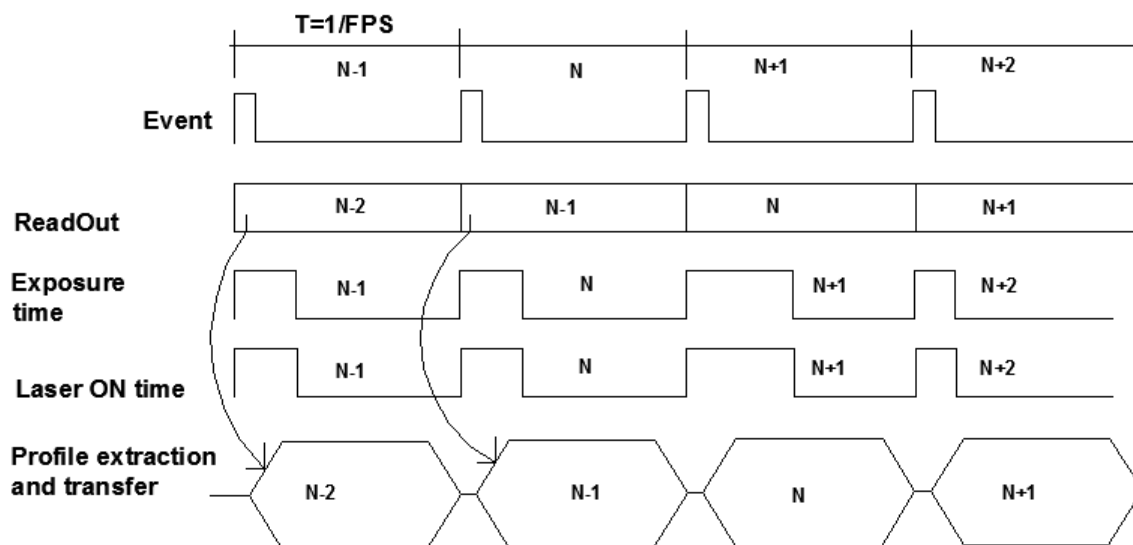 T=1/FPS
N-1 N N+1 N+2
Event
ReadOut N-2 N-1 N N+1
Exposure
time
N-1 N N+1 N+2
Laser ON time N-1 N N+1 N+2
Profile extraction
and transfer
N-2 N-1 N N+1